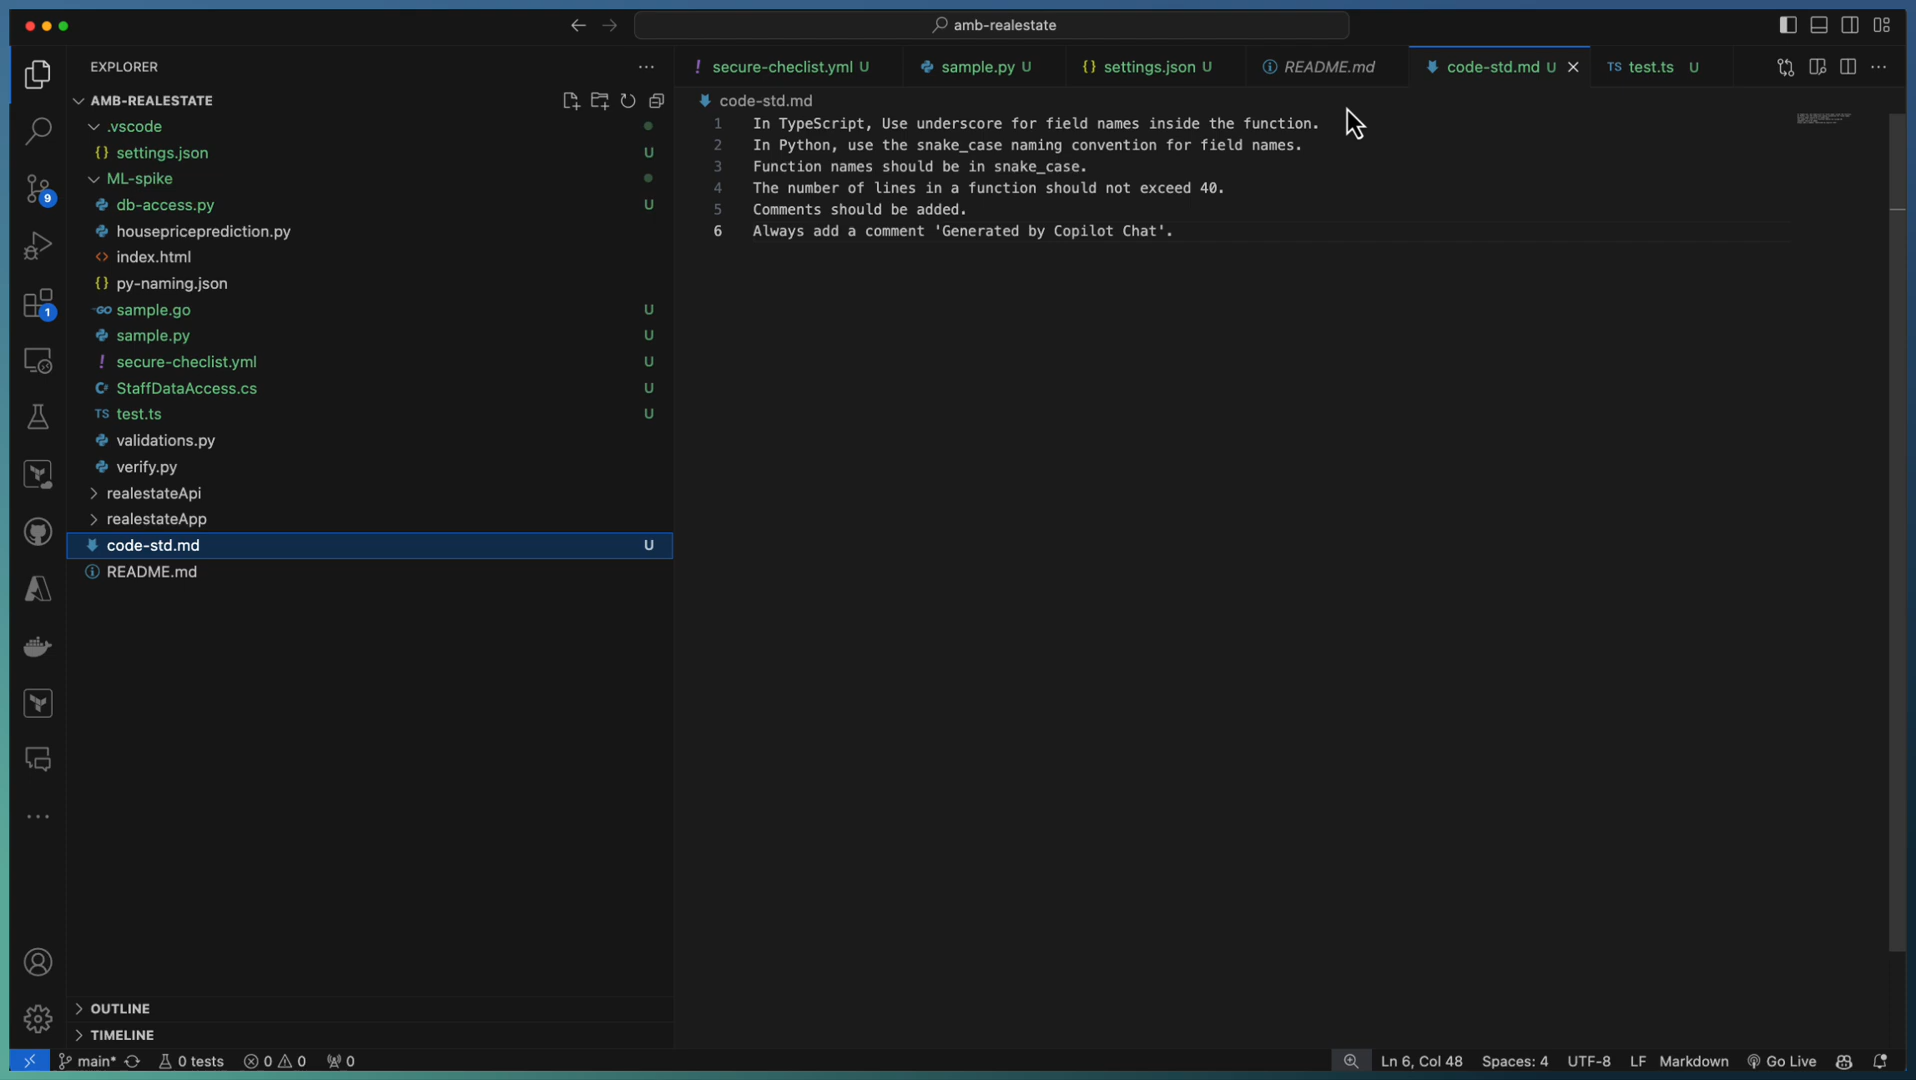 amb-realestate
EXPLORER
AMB-REALESTATE
.vscode
{} settings.json U
ML-spike
db-access.py U
housepriceprediction.py
<> index.html
{} py-naming.json
GO sample.go U
sample.py U
! secure-checlist.yml U
C# StaffDataAccess.cs U
TS test.ts U
validations.py
verify.py
realestateApi
realestateApp
code-std.md U
README.md
OUTLINE
TIMELINE
9
1
! secure-checlist.yml U
sample.py U
{} settings.json U
README.md
code-std.md U
TS test.ts U
code-std.md
1 In TypeScript, Use underscore for field names inside the function.
2 In Python, use the snake_case naming convention for field names.
3 Function names should be in snake_case.
4 The number of lines in a function should not exceed 40.
5 Comments should be added.
6 Always add a comment 'Generated by Copilot Chat'.
main* 0 tests 0 0 0
Ln 6, Col 48 Spaces: 4 UTF-8 LF Markdown Go Live